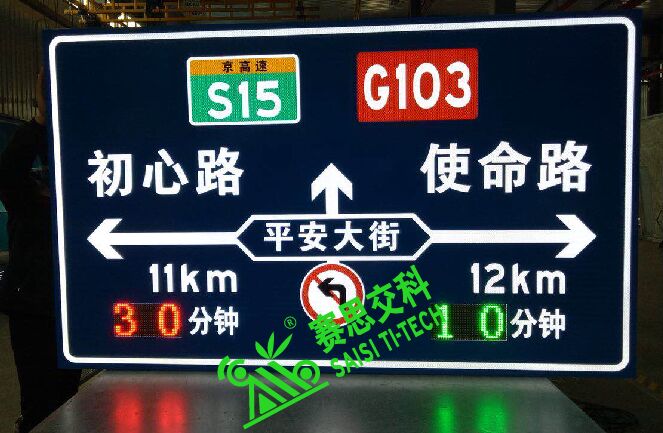 京高速
S15
G103
初心路
使命路
平安大街
11km
12km
30分钟
10分钟
®
赛思交科
SAISI TI-TECH